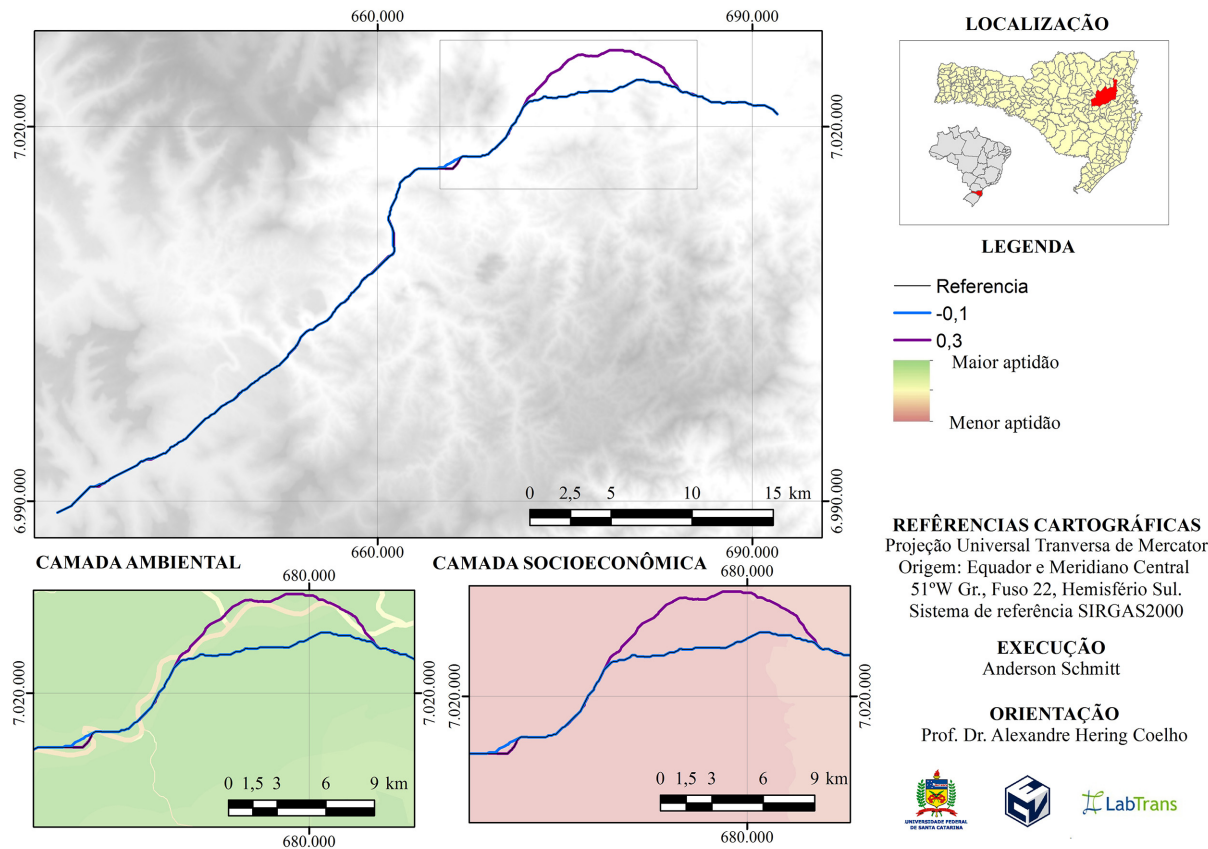 660.000
690.000
7.020.000
7.020.000
6.990.000
6.990.000
0 2,5 5 10 15 km
660.000
690.000
CAMADA AMBIENTAL
680.000
7.020.000
7.020.000
0 1,5 3 6 9 km
680.000
CAMADA SOCIOECONÔMICA
680.000
7.020.000
7.020.000
0 1,5 3 6 9 km
680.000
LOCALIZAÇÃO
LEGENDA
Referencia
-0,1
0,3
Maior aptidão
Menor aptidão
REFÊRENCIAS CARTOGRÁFICAS
Projeção Universal Tranversa de Mercator
Origem: Equador e Meridiano Central
51ºW Gr., Fuso 22, Hemisfério Sul.
Sistema de referência SIRGAS2000
EXECUÇÃO
Anderson Schmitt
ORIENTAÇÃO
Prof. Dr. Alexandre Hering Coelho
UNIVERSIDADE FEDERAL
DE SANTA CATARINA
LabTrans